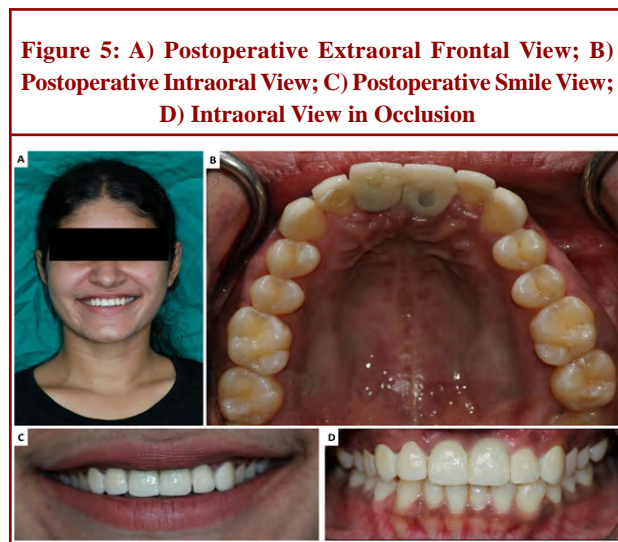 Figure 5: A) Postoperative Extraoral Frontal View; B)
Postoperative Intraoral View; C) Postoperative Smile View;
D) Intraoral View in Occlusion
A
B
C
D